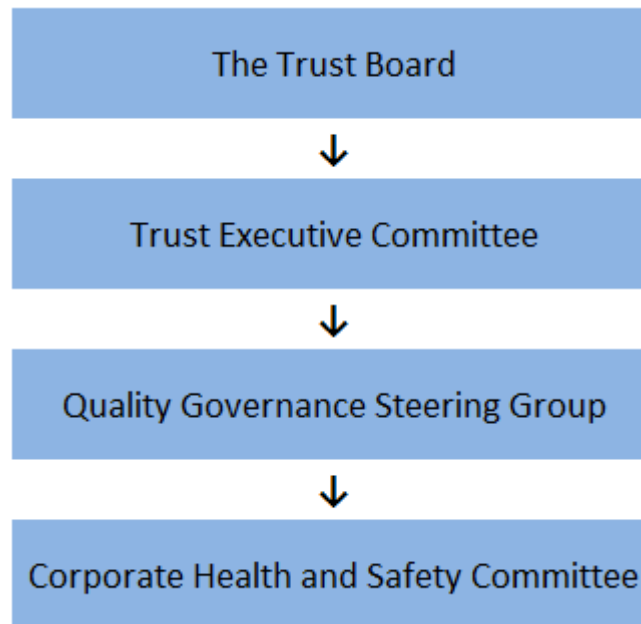 The Trust Board
Trust Executive Committee
Quality Governance Steering Group
Corporate Health and Safety Committee